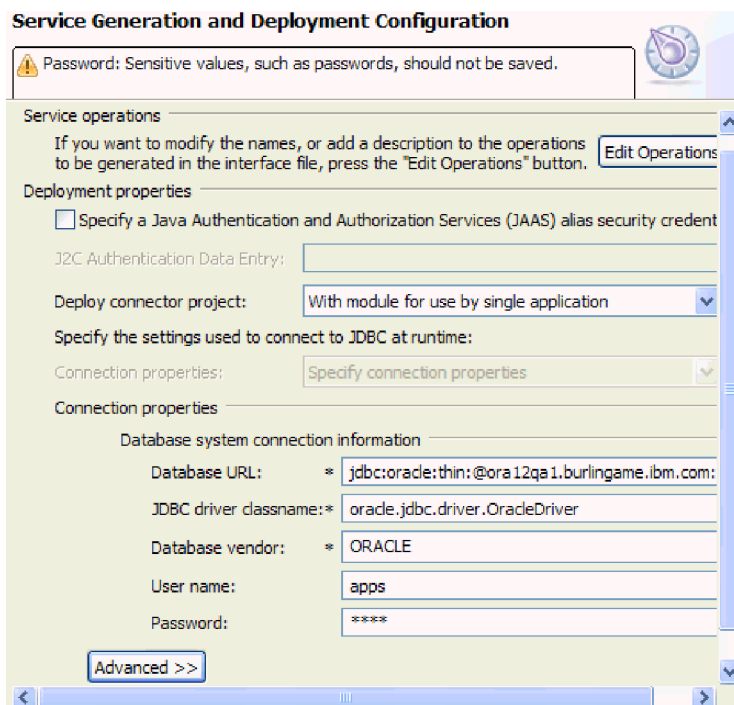 Service Generation and Deployment Configuration
Password: Sensitive values, such as passwords, should not be saved.
Service operations
If you want to modify the names, or add a description to the operations
to be generated in the interface file, press the "Edit Operations" button.
Edit Operations
Deployment properties
Specify a Java Authentication and Authorization Services (JAAS) alias security credent
J2C Authentication Data Entry:
Deploy connector project: With module for use by single application
Specify the settings used to connect to JDBC at runtime:
Connection properties: Specify connection properties
Connection properties
Database system connection information
Database URL: * jdbc:oracle:thin:@ora12qa1.burlingame.ibm.com:
JDBC driver classname:* oracle.jdbc.driver.OracleDriver
Database vendor: * ORACLE
User name: apps
Password: ****
Advanced >>